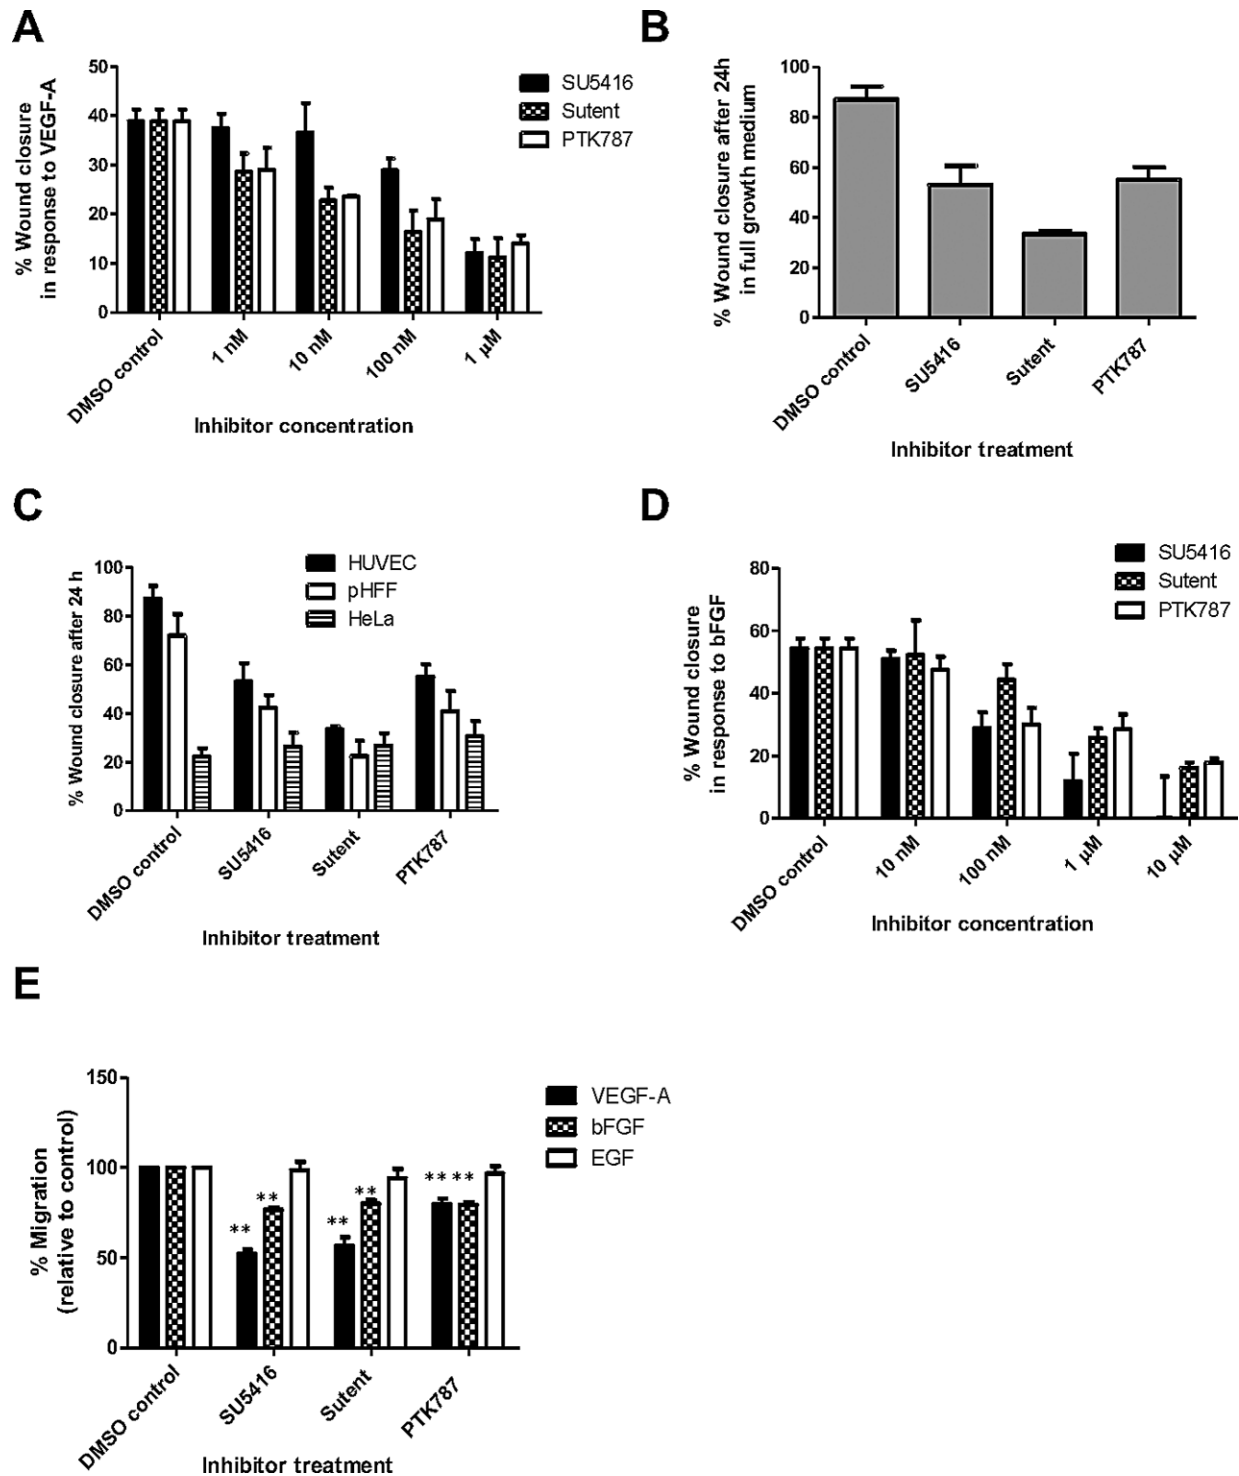 A
% Wound closure
in response to VEGF-A
50
40
30
20
10
0
SU5416
Sutent
PTK787
DMSO control
1 nM
10 nM
100 nM
1 µM
Inhibitor concentration
B
% Wound closure after 24h
in full growth medium
100
80
60
40
20
0
DMSO control
SU5416
Sutent
PTK787
Inhibitor treatment
C
% Wound closure after 24 h
100
80
60
40
20
0
HUVEC
pHFF
HeLa
DMSO control
SU5416
Sutent
PTK787
Inhibitor treatment
D
% Wound closure
in response to bFGF
80
60
40
20
0
SU5416
Sutent
PTK787
DMSO control
10 nM
100 nM
1 µM
10 µM
Inhibitor concentration
E
% Migration
(relative to control)
150
100
50
0
VEGF-A
bFGF
EGF
**
**
**
**
** **
DMSO control
SU5416
Sutent
PTK787
Inhibitor treatment